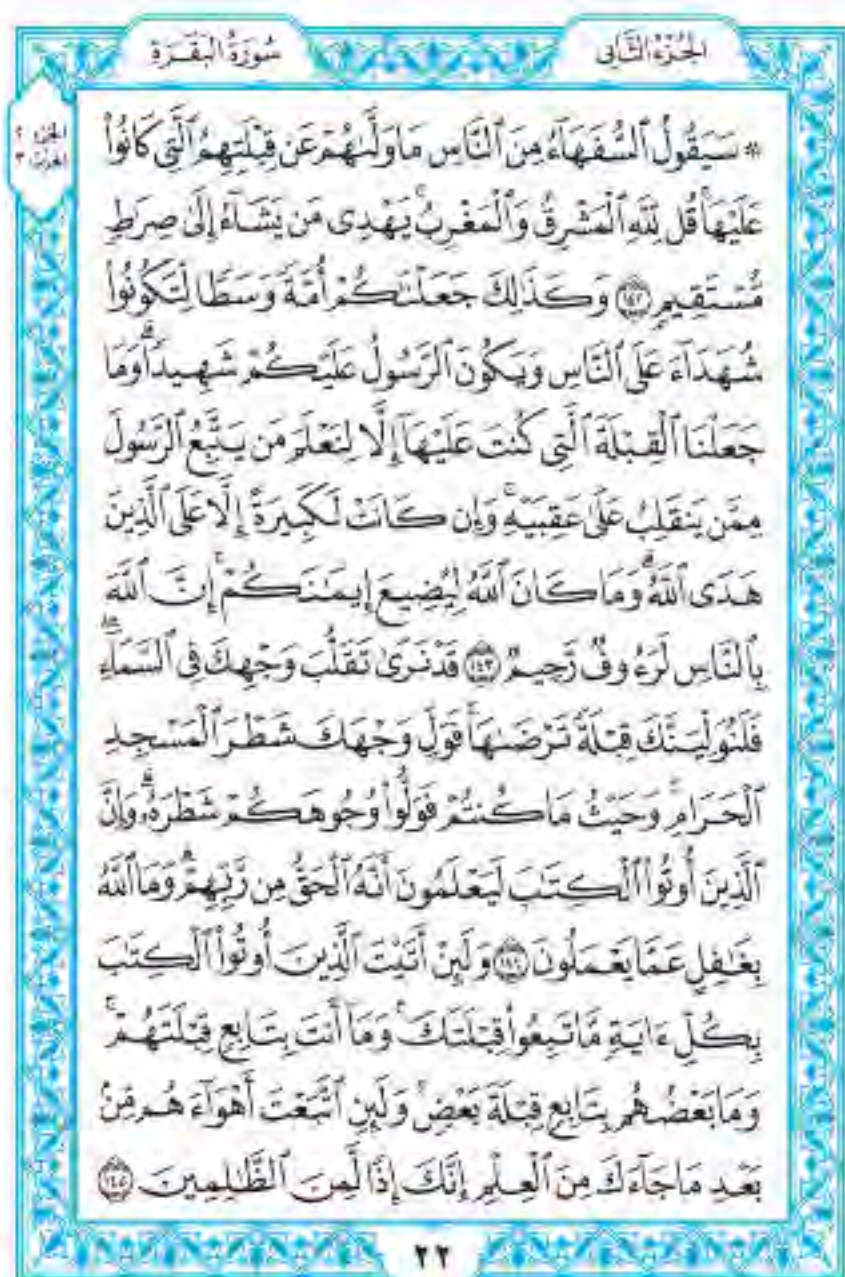 الجزء الثاني
سورة البقرة
الجزء ٢
الحزب ٣
۞ سَيَقُولُ ٱلسُّفَهَآءُ مِنَ ٱلنَّاسِ مَا وَلَّىٰهُمْ عَن قِبْلَتِهِمُ ٱلَّتِى كَانُوا۟
عَلَيْهَا ۚ قُل لِّلَّهِ ٱلْمَشْرِقُ وَٱلْمَغْرِبُ ۚ يَهْدِى مَن يَشَآءُ إِلَىٰ صِرَٰطٍ
مُّسْتَقِيمٍ ١٤٢ وَكَذَٰلِكَ جَعَلْنَٰكُمْ أُمَّةً وَسَطًا لِّتَكُونُوا۟
شُهَدَآءَ عَلَى ٱلنَّاسِ وَيَكُونَ ٱلرَّسُولُ عَلَيْكُمْ شَهِيدًا ۗ وَمَا
جَعَلْنَا ٱلْقِبْلَةَ ٱلَّتِى كُنتَ عَلَيْهَآ إِلَّا لِنَعْلَمَ مَن يَتَّبِعُ ٱلرَّسُولَ
مِمَّن يَنقَلِبُ عَلَىٰ عَقِبَيْهِ ۚ وَإِن كَانَتْ لَكَبِيرَةً إِلَّا عَلَى ٱلَّذِينَ
هَدَى ٱللَّهُ ۗ وَمَا كَانَ ٱللَّهُ لِيُضِيعَ إِيمَٰنَكُمْ ۚ إِنَّ ٱللَّهَ
بِٱلنَّاسِ لَرَءُوفٌ رَّحِيمٌ ١٤٣ قَدْ نَرَىٰ تَقَلُّبَ وَجْهِكَ فِى ٱلسَّمَآءِ ۖ
فَلَنُوَلِّيَنَّكَ قِبْلَةً تَرْضَىٰهَا ۚ فَوَلِّ وَجْهَكَ شَطْرَ ٱلْمَسْجِدِ
ٱلْحَرَامِ ۚ وَحَيْثُ مَا كُنتُمْ فَوَلُّوا۟ وُجُوهَكُمْ شَطْرَهُۥ ۗ وَإِنَّ
ٱلَّذِينَ أُوتُوا۟ ٱلْكِتَٰبَ لَيَعْلَمُونَ أَنَّهُ ٱلْحَقُّ مِن رَّبِّهِمْ ۗ وَمَا ٱللَّهُ
بِغَٰفِلٍ عَمَّا يَعْمَلُونَ ١٤٤ وَلَئِنْ أَتَيْتَ ٱلَّذِينَ أُوتُوا۟ ٱلْكِتَٰبَ
بِكُلِّ ءَايَةٍ مَّا تَبِعُوا۟ قِبْلَتَكَ ۚ وَمَآ أَنتَ بِتَابِعٍ قِبْلَتَهُمْ ۚ
وَمَا بَعْضُهُم بِتَابِعٍ قِبْلَةَ بَعْضٍ ۚ وَلَئِنِ ٱتَّبَعْتَ أَهْوَآءَهُم مِّنۢ
بَعْدِ مَا جَآءَكَ مِنَ ٱلْعِلْمِ ۙ إِنَّكَ إِذًا لَّمِنَ ٱلظَّٰلِمِينَ ١٤٥
٢٢